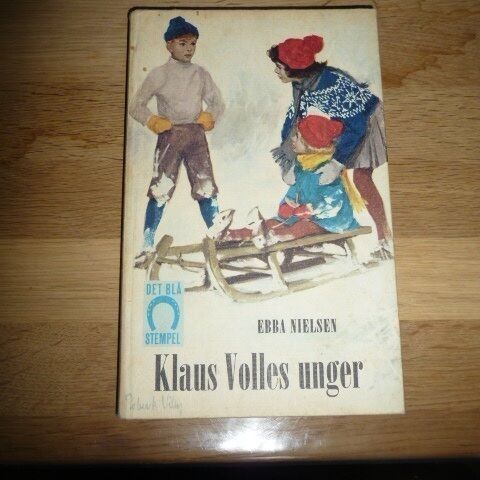 DET BLÅ
STEMPEL
EBBA NIELSEN
Klaus Volles unger